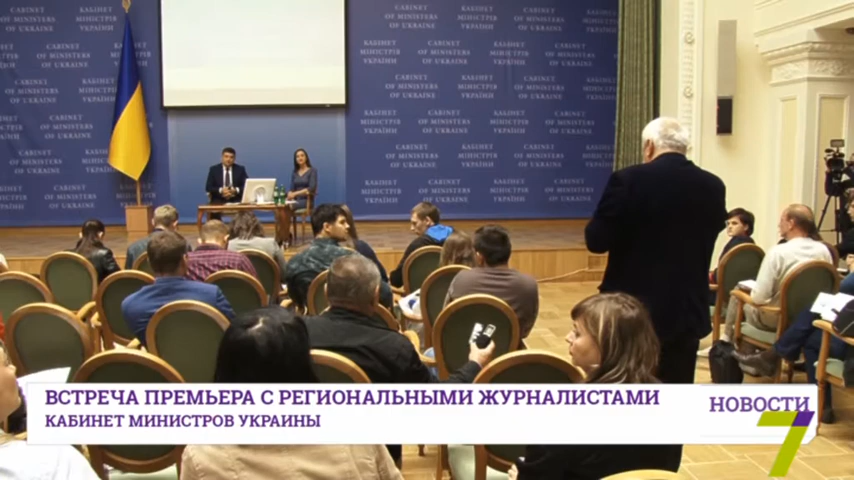 CABINET
OF MINISTERS
OF UKRAINE
КАБІНЕТ
МІНІСТРІВ
УКРАЇНИ
ВСТРЕЧА ПРЕМЬЕРА С РЕГИОНАЛЬНЫМИ ЖУРНАЛИСТАМИ
КАБИНЕТ МИНИСТРОВ УКРАИНЫ
НОВОСТИ
7